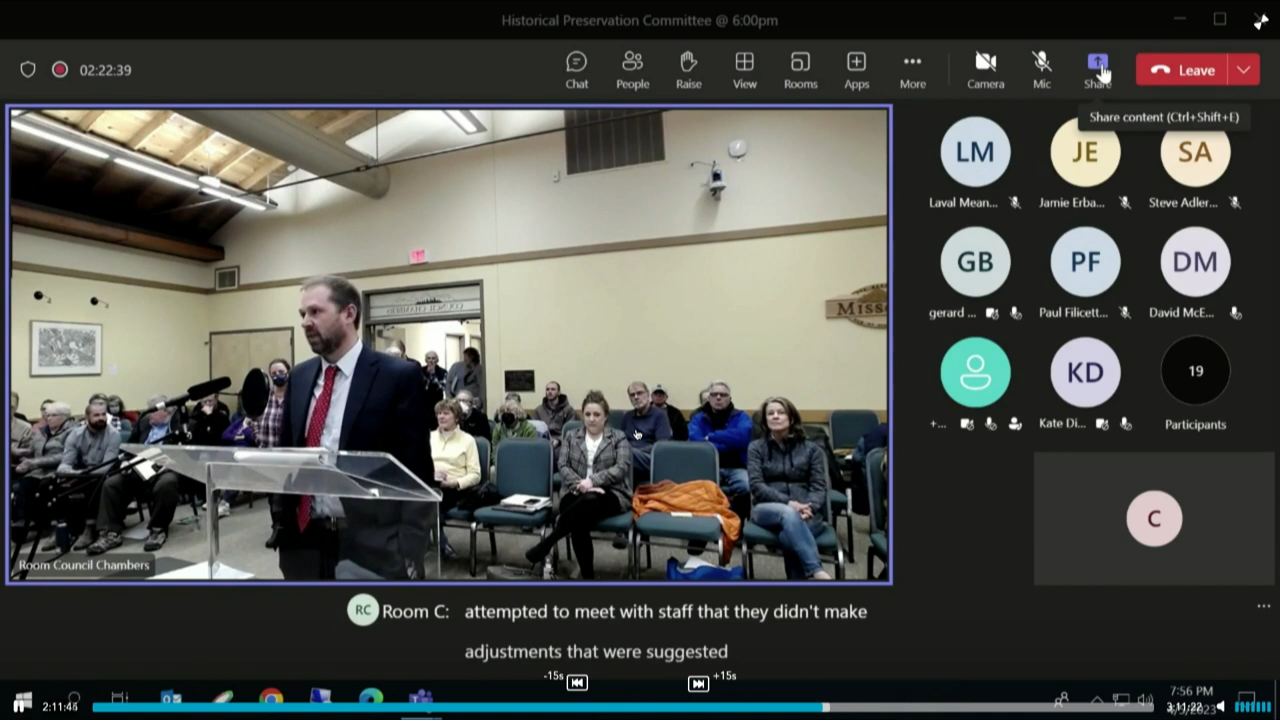 Historical Preservation Committee @ 6:00pm
02:22:39
Chat
People
Raise
View
Rooms
Apps
More
Camera
Mic
Share
Leave
Share content (Ctrl+Shift+E)
LM
JE
SA
Laval Mean...
Jamie Erba...
Steve Adler...
GB
PF
DM
gerard ...
Paul Filicett...
David McE...
KD
19
+...
Kate Di...
Participants
C
Miss
Room Council Chambers
RC Room C: attempted to meet with staff that they didn't make
adjustments that were suggested
-15s
+15s
7:56 PM
2:11:45
3:11:22